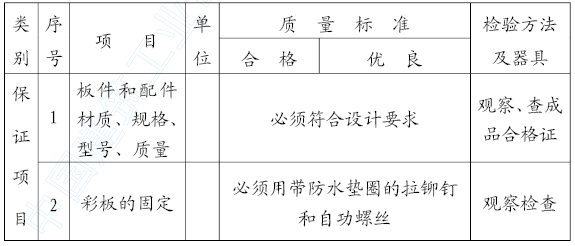 类别 序号 项目 单位 质量标准 检验方法及器具
合格 优良
保证项目
1 板件和配件材质、规格、型号、质量 必须符合设计要求 观察、查成品合格证
2 彩板的固定 必须用带防水垫圈的拉铆钉和自功螺丝 观察检查